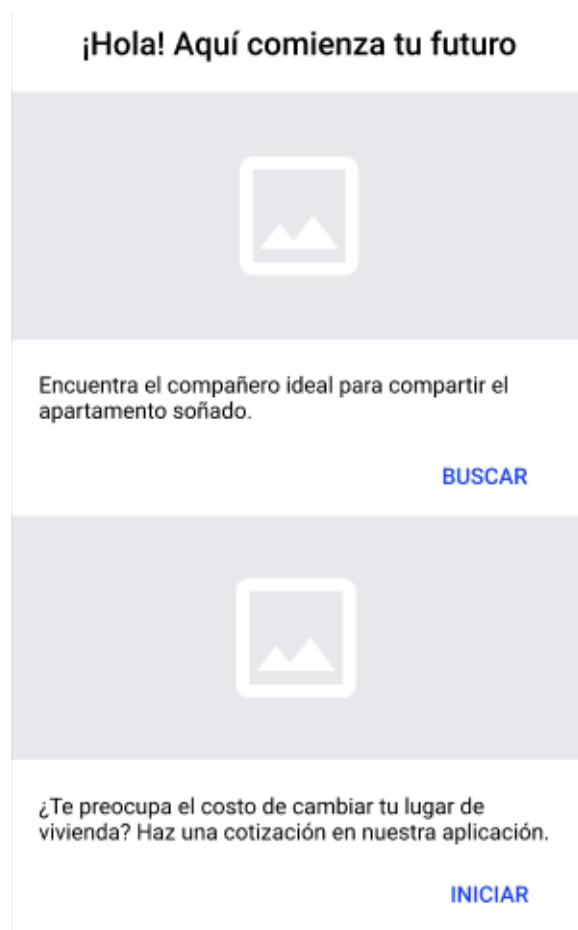 ¡Hola! Aquí comienza tu futuro
Encuentra el compañero ideal para compartir el
apartamento soñado.
BUSCAR
¿Te preocupa el costo de cambiar tu lugar de
vivienda? Haz una cotización en nuestra aplicación.
INICIAR